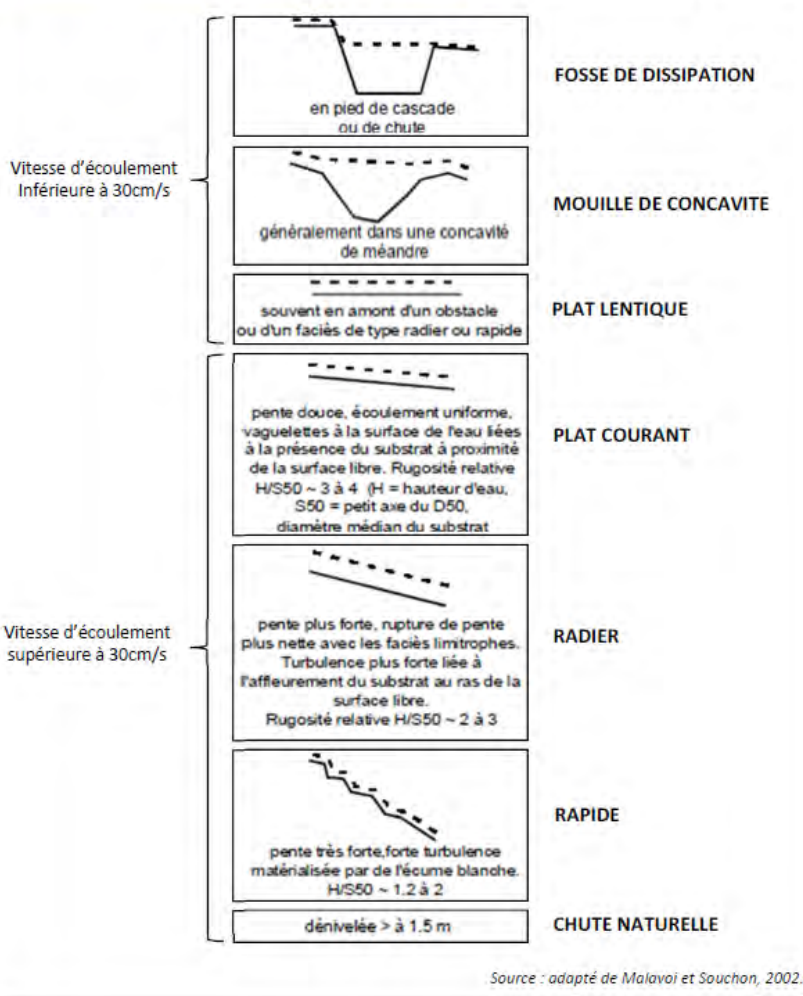 en pied de cascade
ou de chute
FOSSE DE DISSIPATION
Vitesse d'écoulement
Inférieure à 30cm/s
généralement dans une concavité
de méandre
MOUILLE DE CONCAVITE
souvent en amont d'un obstacle
ou d'un faciès de type radier ou rapide
PLAT LENTIQUE
pente douce, écoulement uniforme,
vaguelettes à la surface de l'eau liées
à la présence du substrat à proximité
de la surface libre. Rugosité relative
H/S50 ~ 3 à 4 (H = hauteur d'eau,
S50 = petit axe du D50,
diamètre médian du substrat
PLAT COURANT
Vitesse d'écoulement
supérieure à 30cm/s
pente plus forte, rupture de pente
plus nette avec les faciès limitrophes.
Turbulence plus forte liée à
l'affleurement du substrat au ras de la
surface libre.
Rugosité relative H/S50 ~ 2 à 3
RADIER
pente très forte,forte turbulence
matérialisée par de l'écume blanche.
H/S50 ~ 1.2 à 2
RAPIDE
dénivelée > à 1.5 m
CHUTE NATURELLE
Source : adapté de Malavoi et Souchon, 2002.